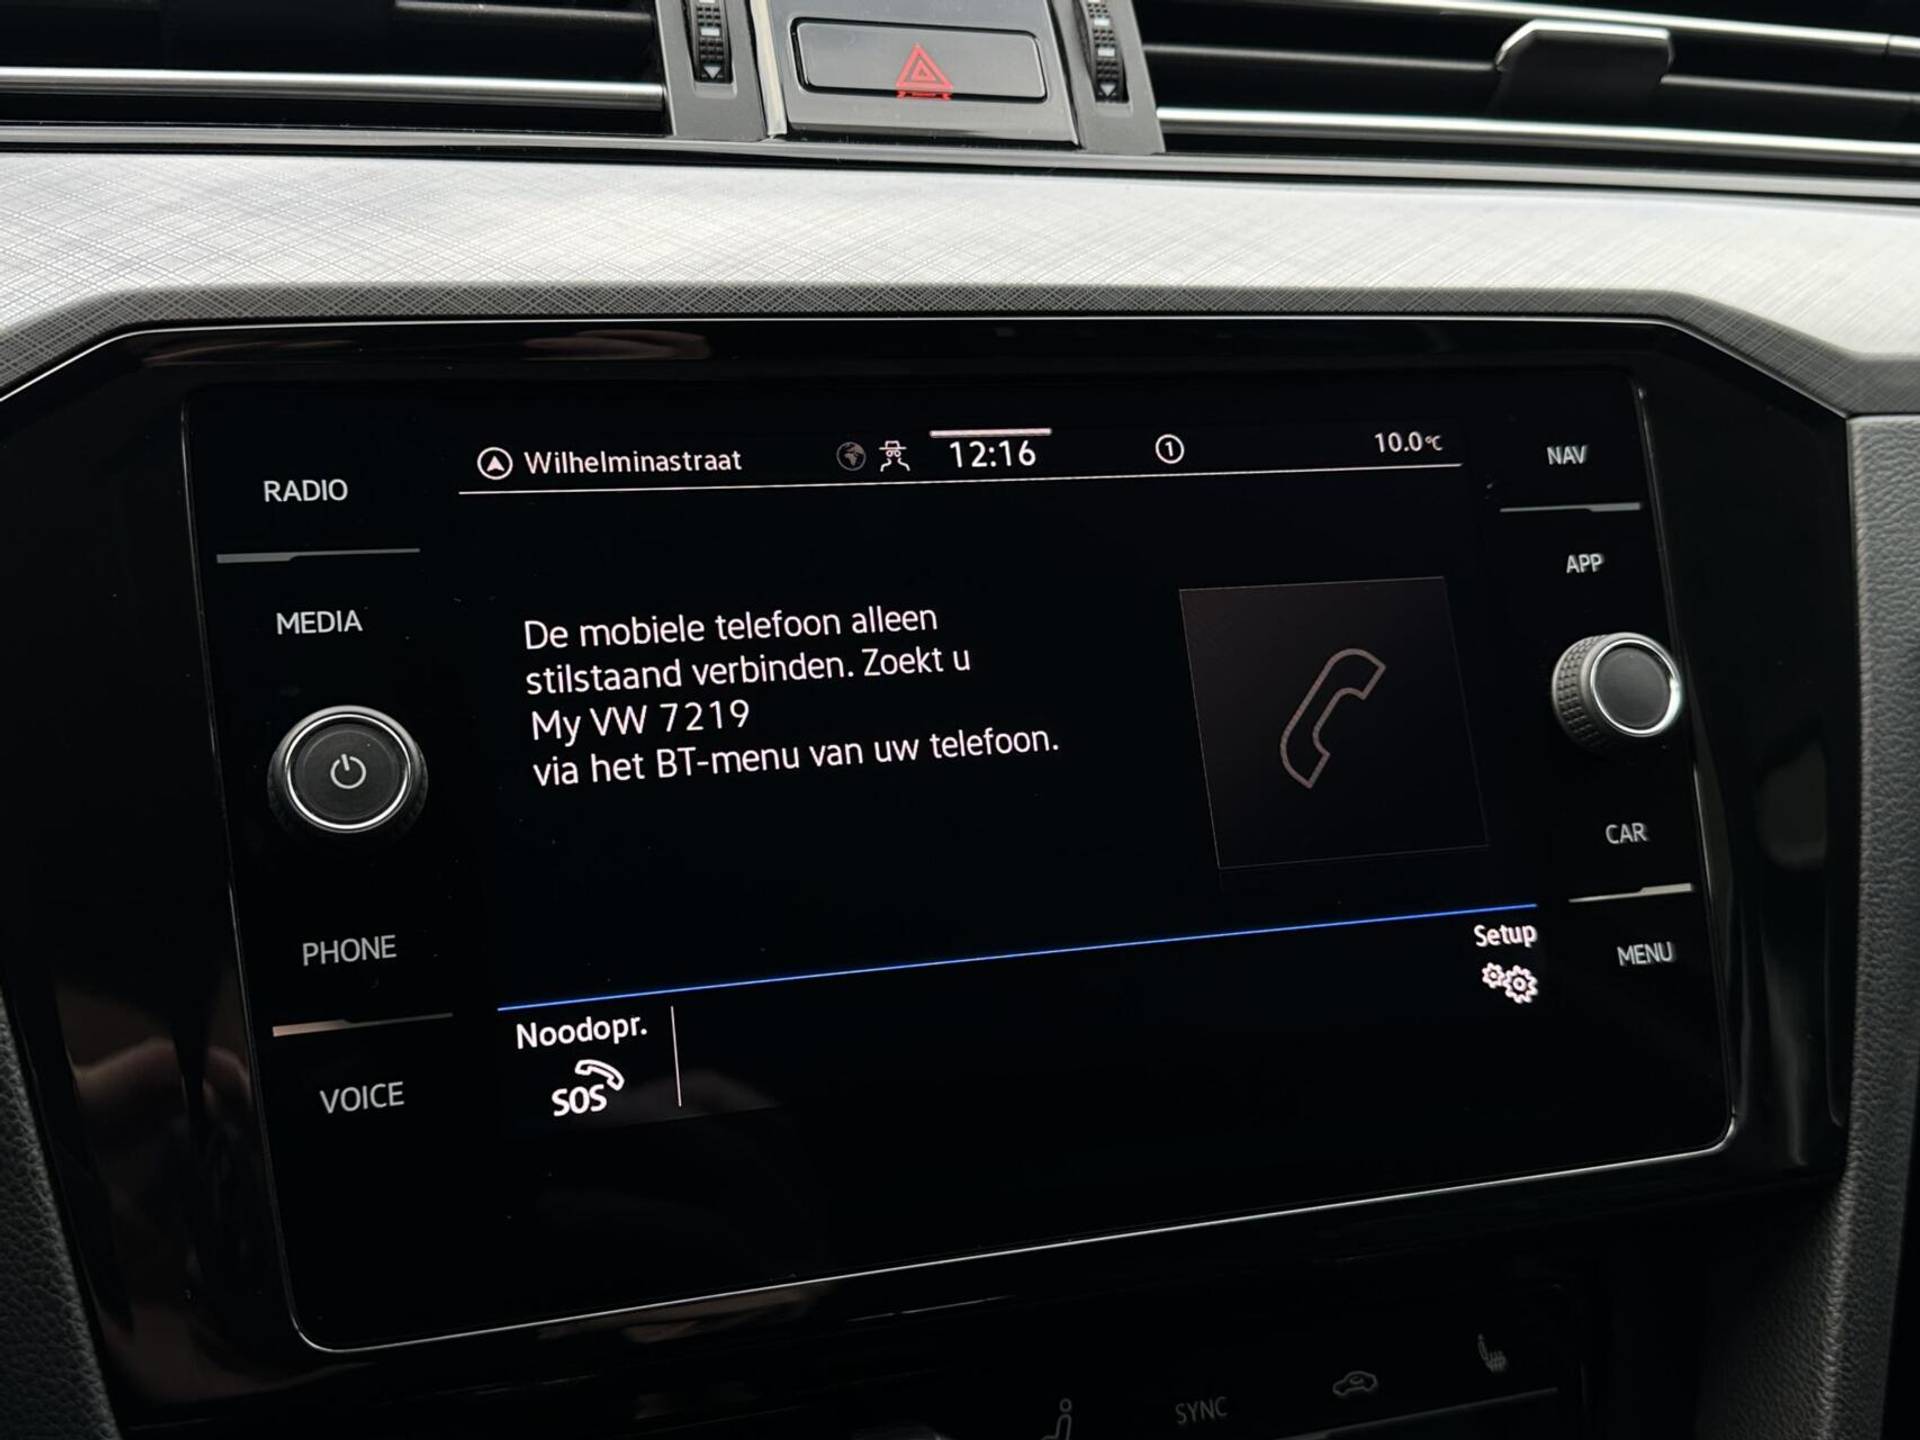 Wilhelminastraat 12:16 1 10.0°C
RADIO
MEDIA
PHONE
VOICE
De mobiele telefoon alleen
stilstaand verbinden. Zoekt u
My VW 7219
via het BT-menu van uw telefoon.
Noodopr.
SOS
Setup
NAV
APP
CAR
MENU
SYNC